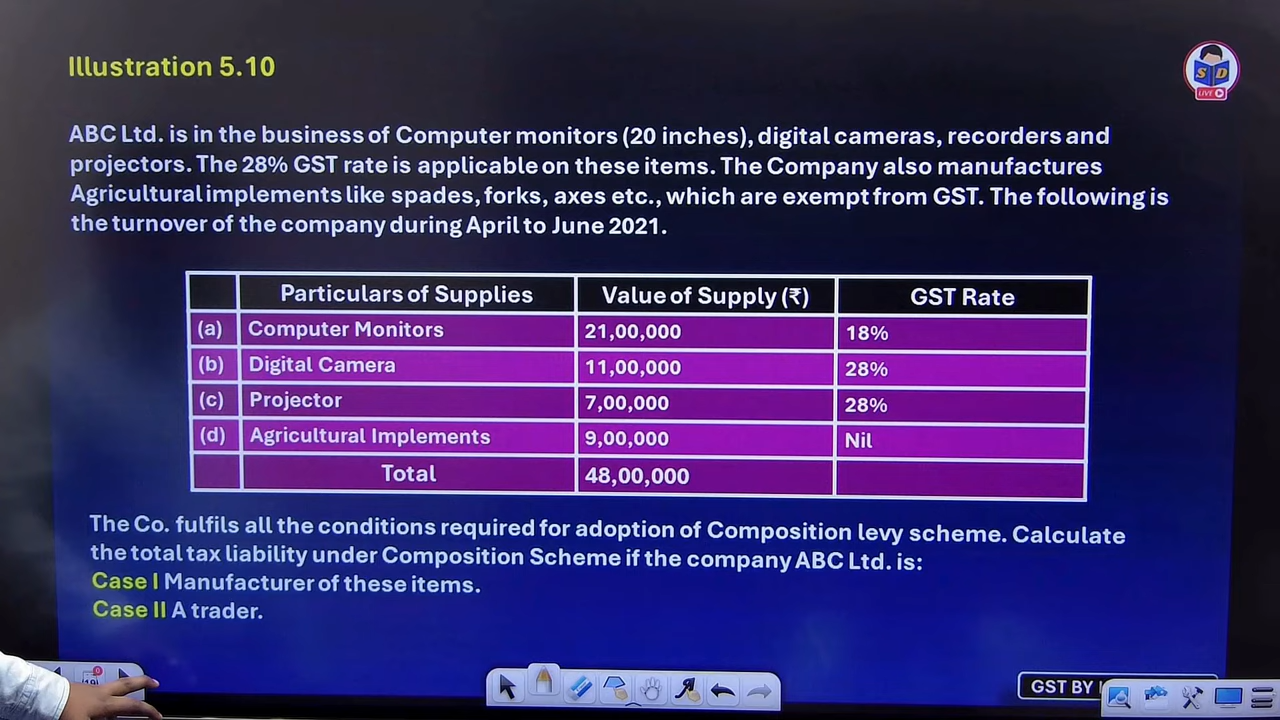 Illustration 5.10
S D
LIVE
ABC Ltd. is in the business of Computer monitors (20 inches), digital cameras, recorders and
projectors. The 28% GST rate is applicable on these items. The Company also manufactures
Agricultural implements like spades, forks, axes etc., which are exempt from GST. The following is
the turnover of the company during April to June 2021.
Particulars of Supplies Value of Supply (₹) GST Rate
(a) Computer Monitors 21,00,000 18%
(b) Digital Camera 11,00,000 28%
(c) Projector 7,00,000 28%
(d) Agricultural Implements 9,00,000 Nil
Total 48,00,000
The Co. fulfils all the conditions required for adoption of Composition levy scheme. Calculate
the total tax liability under Composition Scheme if the company ABC Ltd. is:
Case I Manufacturer of these items.
Case II A trader.
GST BY